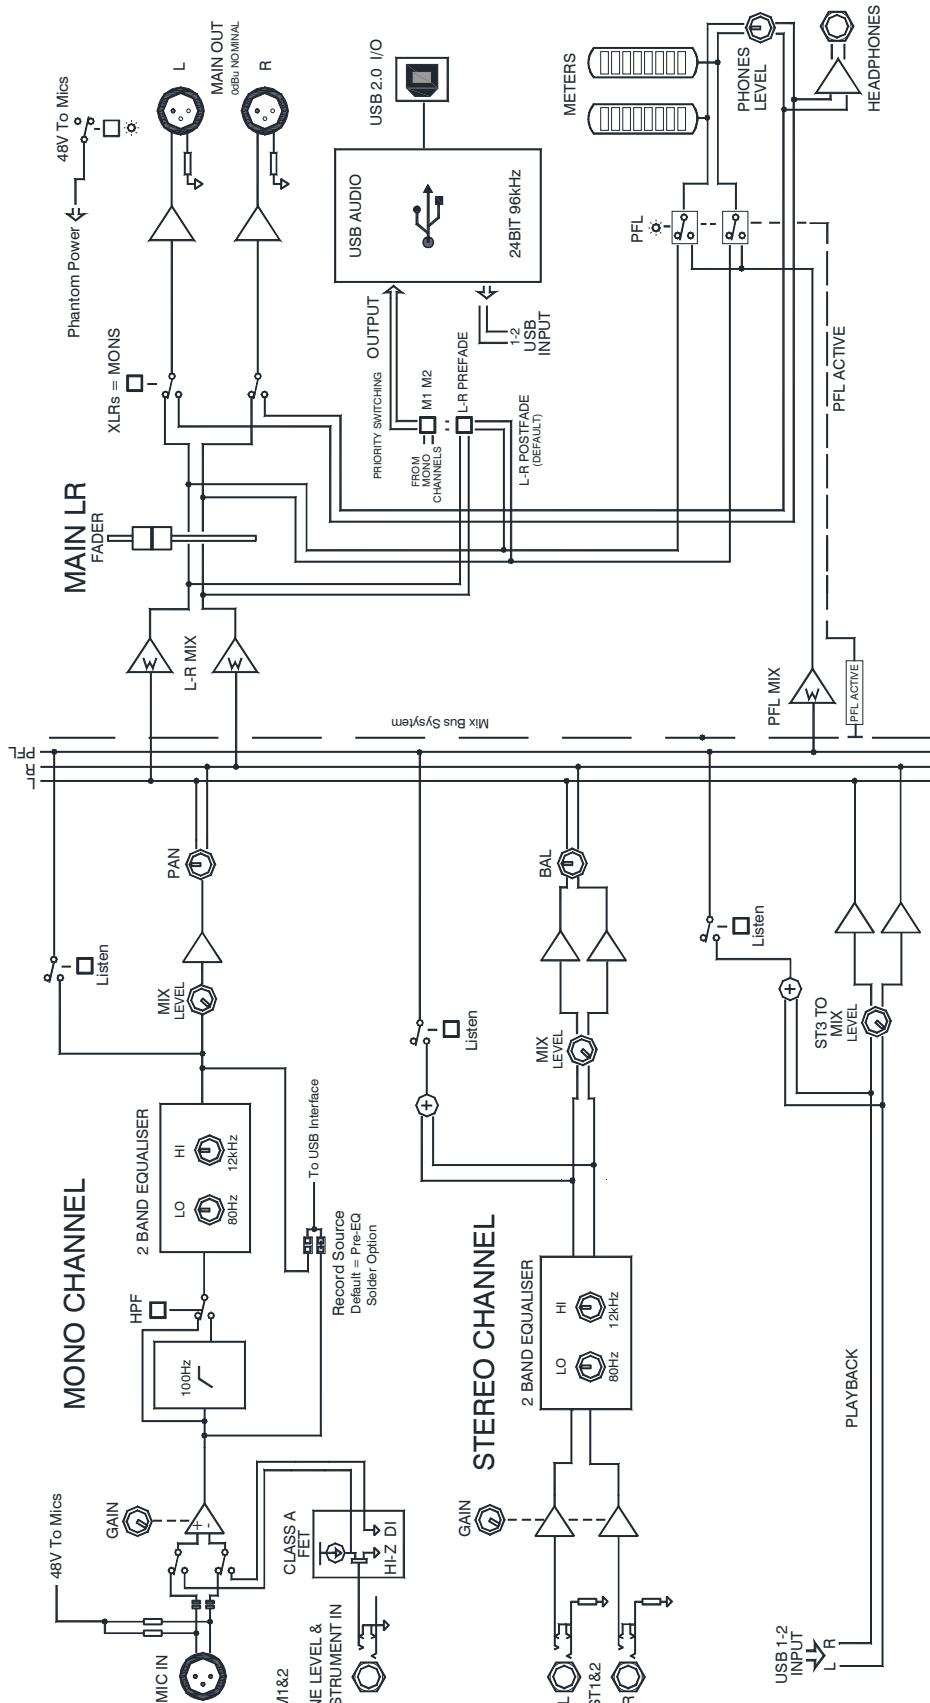 48V To Mics
Phantom Power
L
R
MAIN OUT
0dBu NOMINAL
XLRs = MONS
USB 2.0 I/O
USB AUDIO
24BIT 96kHz
OUTPUT
1-2
USB
INPUT
PRIORITY SWITCHING
M1 M2
FROM
MONO
CHANNELS
L-R PREFADE
L-R POSTFADE
(DEFAULT)
METERS
PHONES
LEVEL
HEADPHONES
PFL
PFL ACTIVE
MAIN LR
FADER
L-R MIX
PFL MIX
PFL ACTIVE
Mix Bus Sysytem
PFL
R
L
MONO CHANNEL
48V To Mics
MIC IN
GAIN
100Hz
HPF
2 BAND EQUALISER
LO
HI
80Hz
12kHz
MIX
LEVEL
PAN
Listen
CLASS A
FET
HI-Z DI
M1&2
NE LEVEL &
STRUMENT IN
Record Source
Default = Pre-EQ
Solder Option
To USB Interface
STEREO CHANNEL
L
ST1&2
R
GAIN
2 BAND EQUALISER
LO
HI
80Hz
12kHz
MIX
LEVEL
BAL
Listen
USB 1-2
INPUT
L R
PLAYBACK
ST3 TO
MIX
LEVEL
Listen